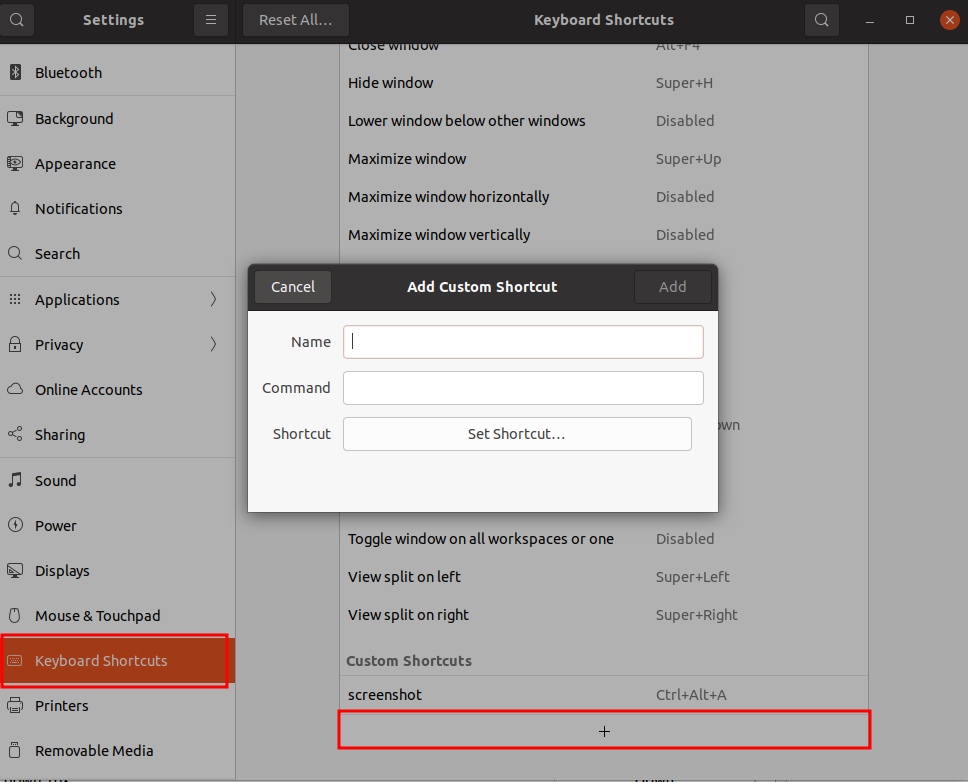 Settings
Reset All…
Keyboard Shortcuts
Bluetooth
Background
Appearance
Notifications
Search
Applications
Privacy
Online Accounts
Sharing
Sound
Power
Displays
Mouse & Touchpad
Keyboard Shortcuts
Printers
Removable Media
Close window Alt+F4
Hide window Super+H
Lower window below other windows Disabled
Maximize window Super+Up
Maximize window horizontally Disabled
Maximize window vertically Disabled
Cancel Add Custom Shortcut Add
Name
Command
Shortcut Set Shortcut…
Toggle window on all workspaces or one Disabled
View split on left Super+Left
View split on right Super+Right
Custom Shortcuts
screenshot Ctrl+Alt+A
+